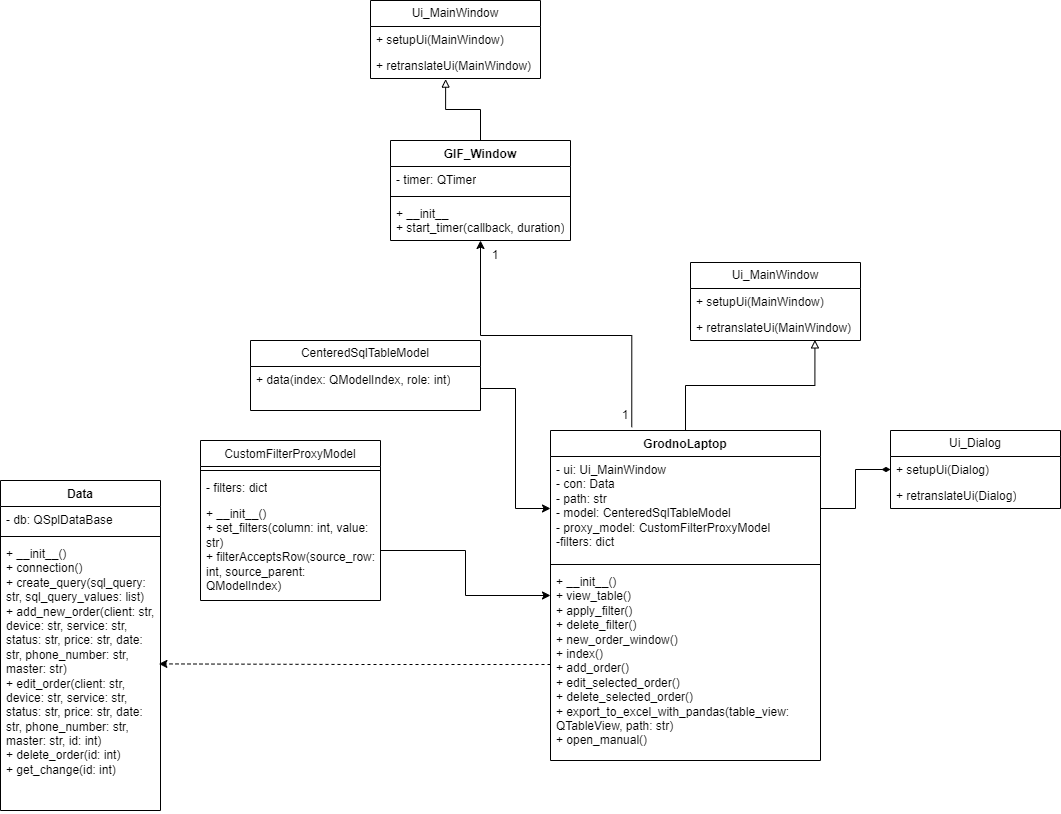 Ui_MainWindow
+ setupUi(MainWindow)
+ retranslateUi(MainWindow)
GIF_Window
- timer: QTimer
+ __init__
+ start_timer(callback, duration)
1
Ui_MainWindow
+ setupUi(MainWindow)
+ retranslateUi(MainWindow)
CenteredSqlTableModel
+ data(index: QModelIndex, role: int)
1
GrodnoLaptop
- ui: Ui_MainWindow
- con: Data
- path: str
- model: CenteredSqlTableModel
- proxy_model: CustomFilterProxyModel
-filters: dict
+ __init__()
+ view_table()
+ apply_filter()
+ delete_filter()
+ new_order_window()
+ index()
+ add_order()
+ edit_selected_order()
+ delete_selected_order()
+ export_to_excel_with_pandas(table_view:
QTableView, path: str)
+ open_manual()
Ui_Dialog
+ setupUi(Dialog)
+ retranslateUi(Dialog)
CustomFilterProxyModel
- filters: dict
+ __init__()
+ set_filters(column: int, value:
str)
+ filterAcceptsRow(source_row:
int, source_parent:
QModelIndex)
Data
- db: QSplDataBase
+ __init__()
+ connection()
+ create_query(sql_query:
str, sql_query_values: list)
+ add_new_order(client: str,
device: str, service: str,
status: str, price: str, date:
str, phone_number: str,
master: str)
+ edit_order(client: str,
device: str, service: str,
status: str, price: str, date:
str, phone_number: str,
master: str, id: int)
+ delete_order(id: int)
+ get_change(id: int)